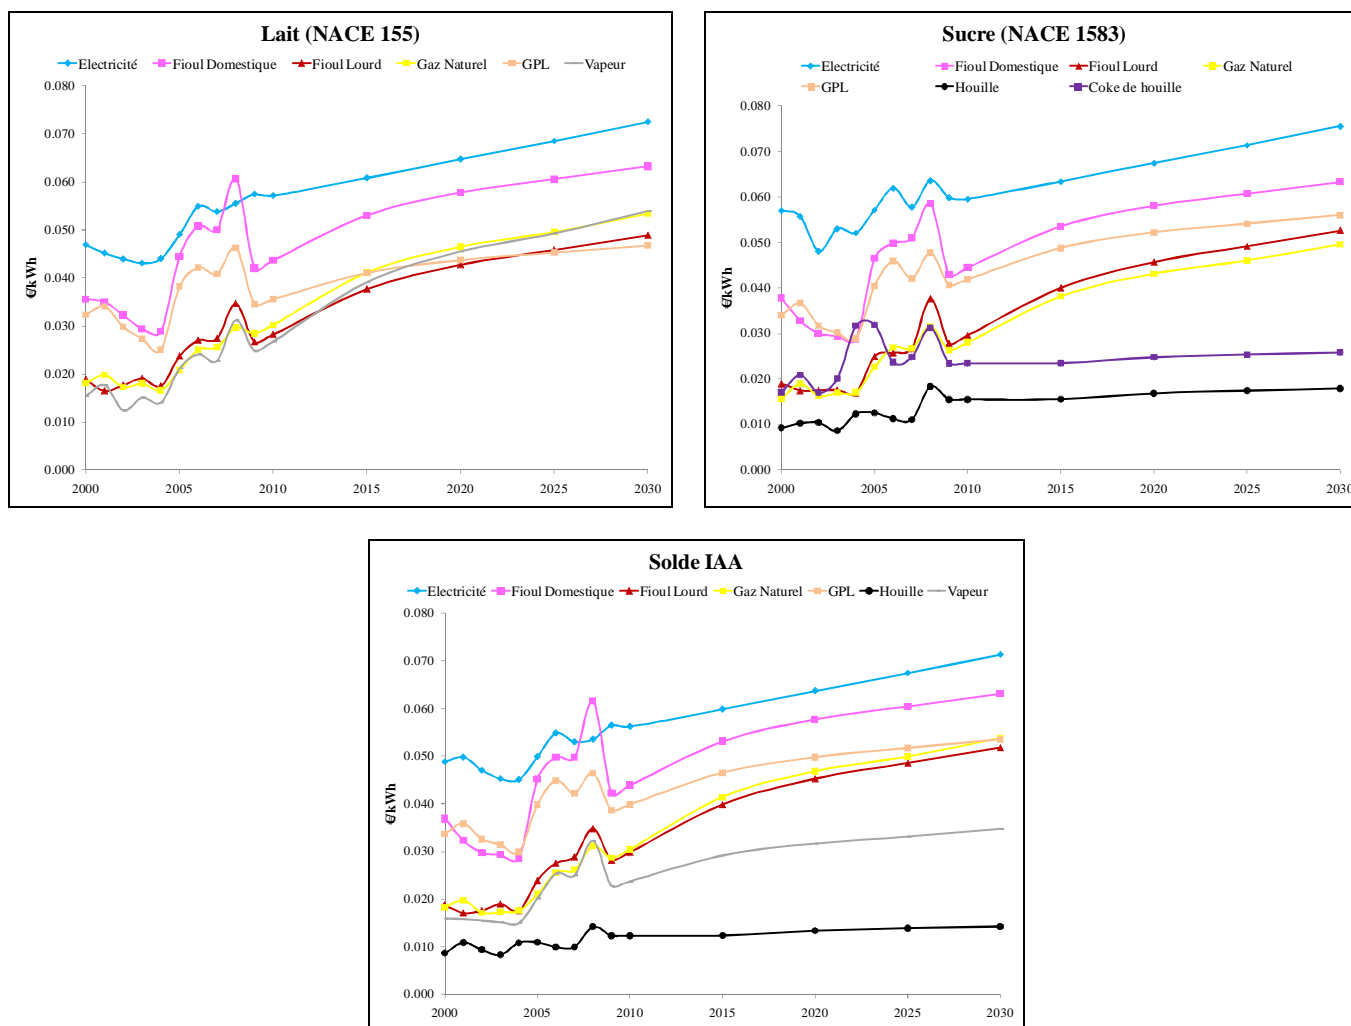 Lait (NACE 155)
Electricité Fioul Domestique Fioul Lourd Gaz Naturel GPL Vapeur
0.080
0.070
0.060
0.050
0.040
0.030
0.020
0.010
0.000
€/kWh
2000 2005 2010 2015 2020 2025 2030
Sucre (NACE 1583)
Electricité Fioul Domestique Fioul Lourd Gaz Naturel
GPL Houille Coke de houille
0.080
0.070
0.060
0.050
0.040
0.030
0.020
0.010
0.000
€/kWh
2000 2005 2010 2015 2020 2025 2030
Solde IAA
Electricité Fioul Domestique Fioul Lourd Gaz Naturel GPL Houille Vapeur
0.080
0.070
0.060
0.050
0.040
0.030
0.020
0.010
0.000
€/kWh
2000 2005 2010 2015 2020 2025 2030